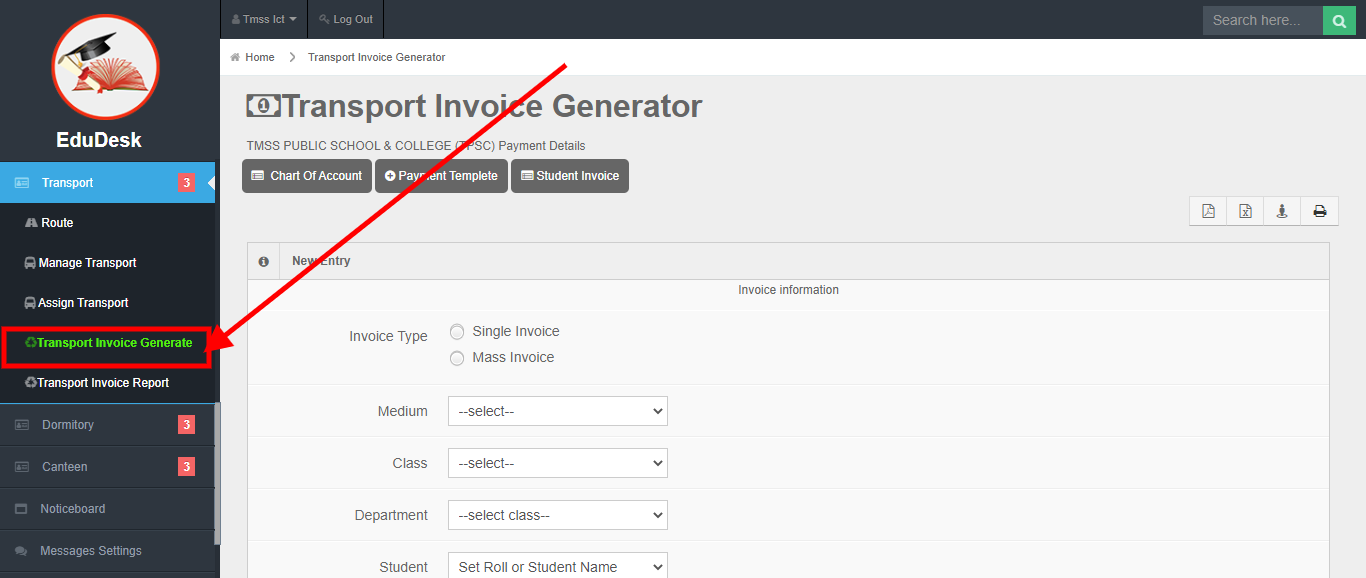 Tmss Ict
Log Out
Search here...
EduDesk
Home
Transport Invoice Generator
Transport Invoice Generator
TMSS PUBLIC SCHOOL & COLLEGE (TPSC) Payment Details
Chart Of Account
Payment Templete
Student Invoice
Transport 3
Route
Manage Transport
Assign Transport
Transport Invoice Generate
Transport Invoice Report
Dormitory 3
Canteen 3
Noticeboard
Messages Settings
New Entry
Invoice information
Invoice Type
Single Invoice
Mass Invoice
Medium --select--
Class --select--
Department --select class--
Student Set Roll or Student Name